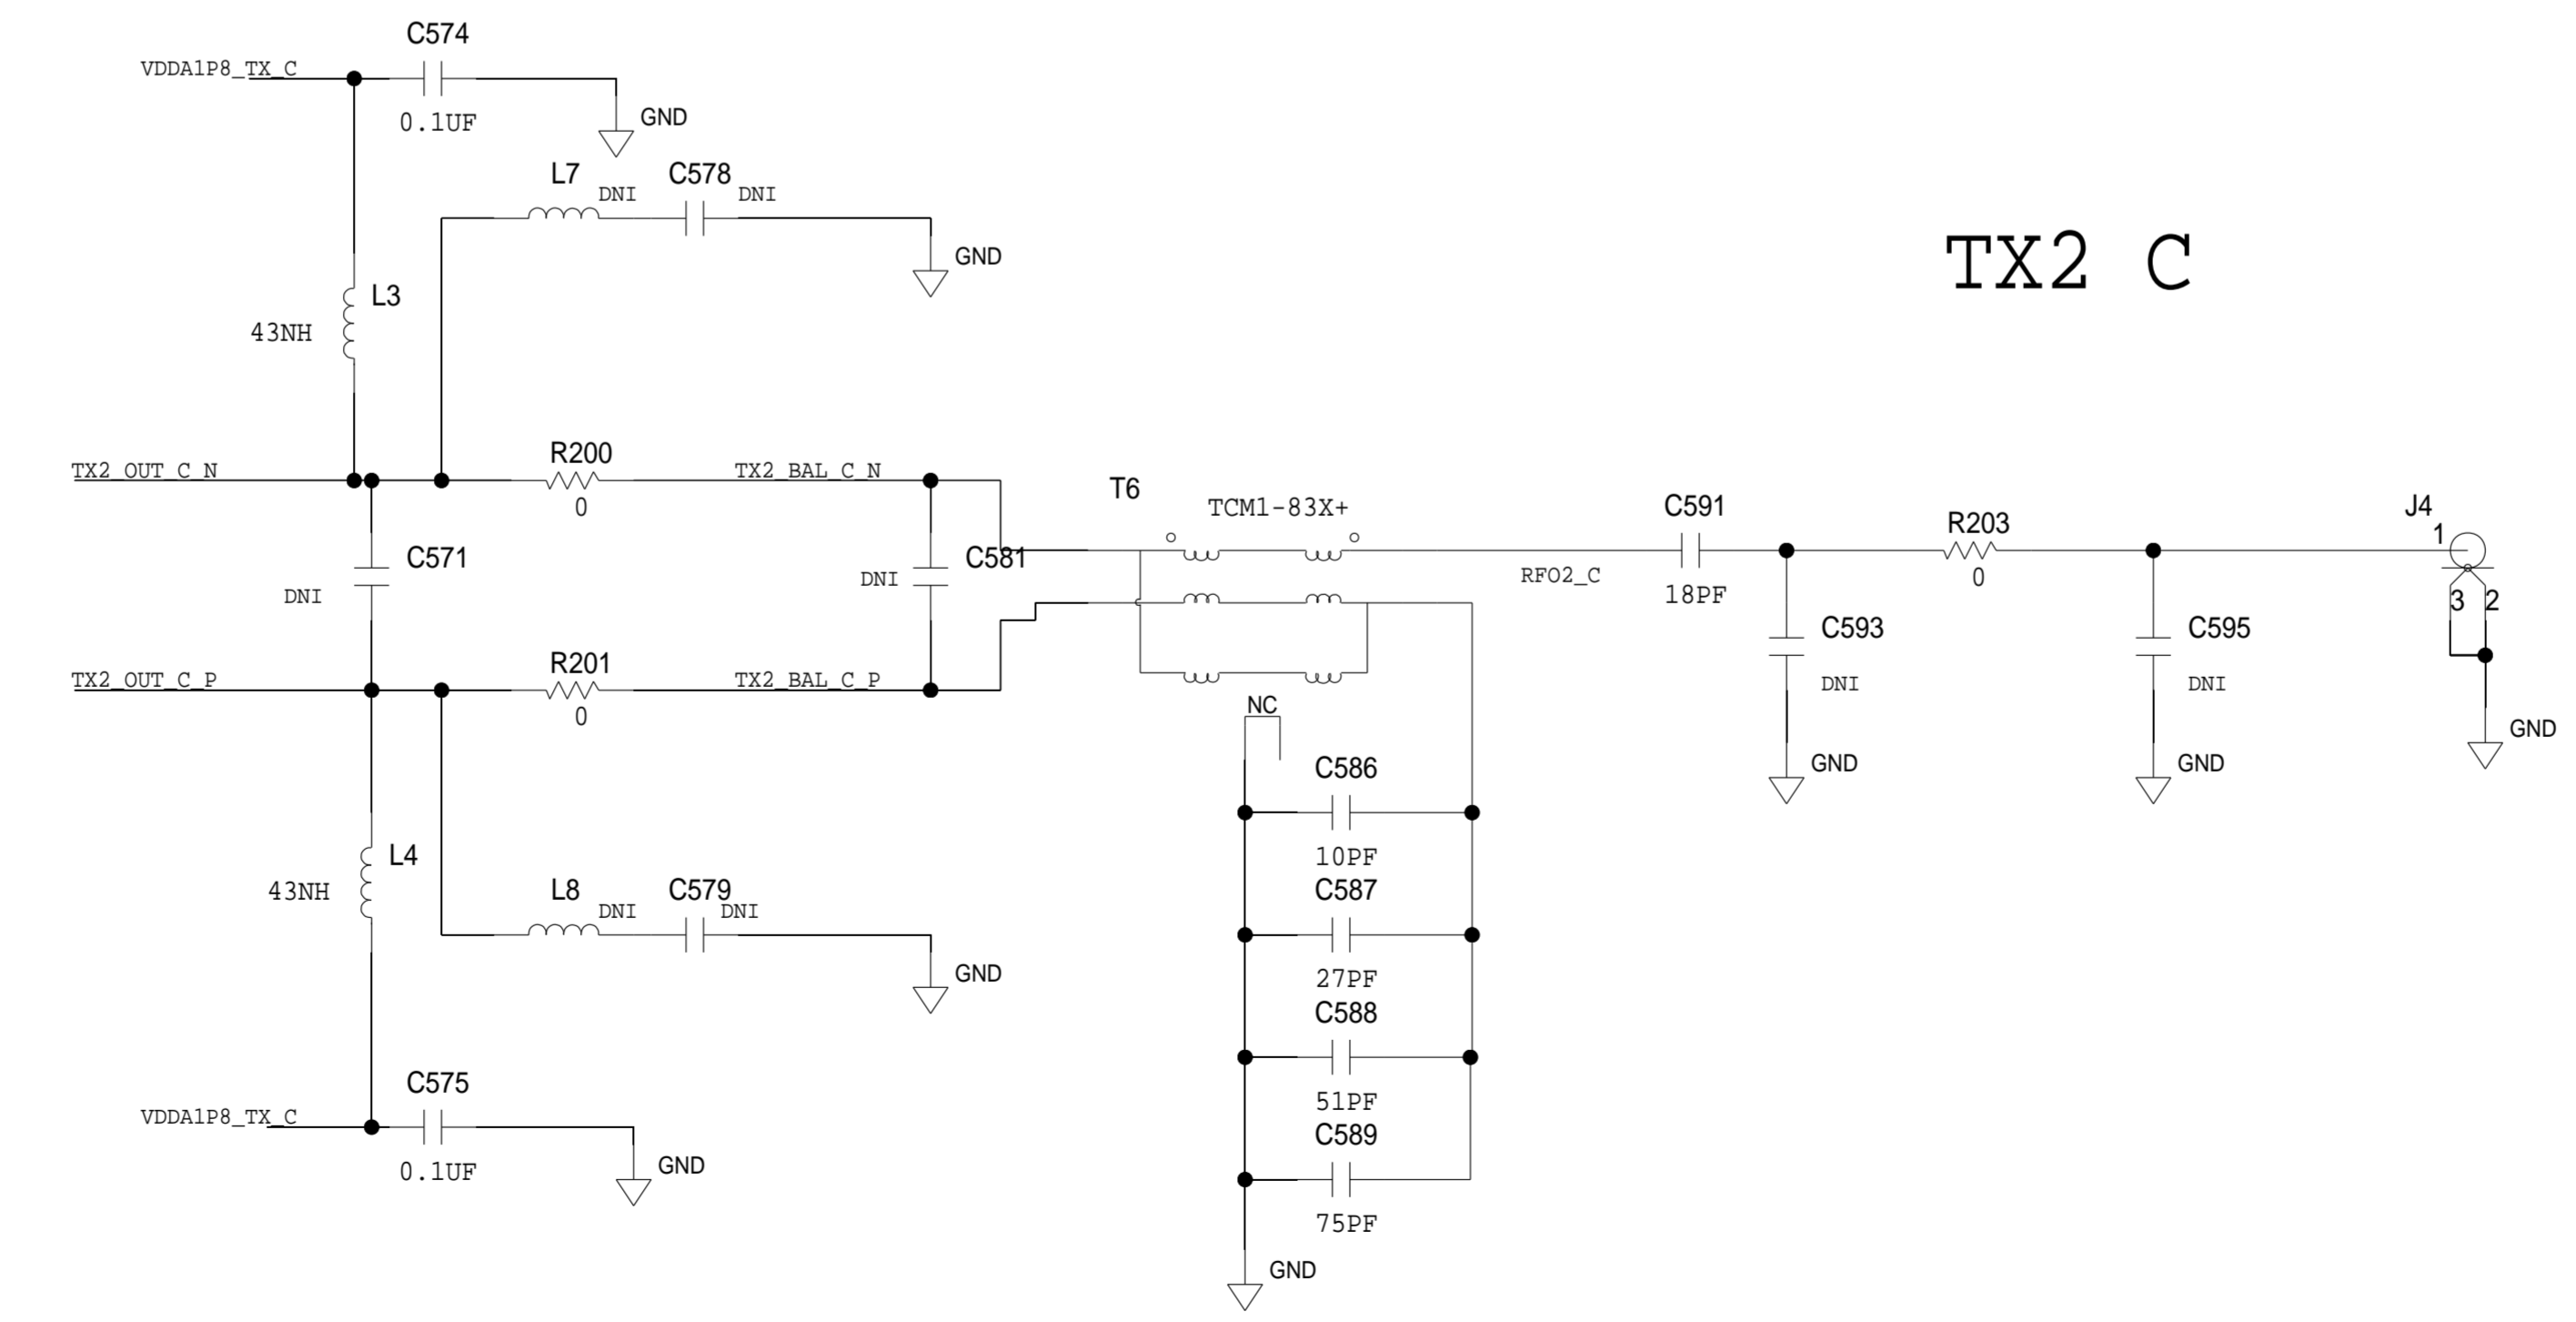 C574
VDDA1P8_TX_C
0.1UF
GND
L7
DNI
C578
DNI
GND
TX2 C
L3
43NH
TX2_OUT_C_N
R200
0
TX2_BAL_C_N
T6
TCM1-83X+
C591
18PF
R203
0
J4
1
C571
DNI
DNI
C581
RFO2_C
3
2
C593
DNI
C595
DNI
TX2_OUT_C_P
R201
0
TX2_BAL_C_P
NC
GND
GND
GND
C586
10PF
L4
43NH
L8
DNI
C579
DNI
C587
27PF
GND
C588
51PF
C575
VDDA1P8_TX_C
0.1UF
GND
C589
75PF
GND